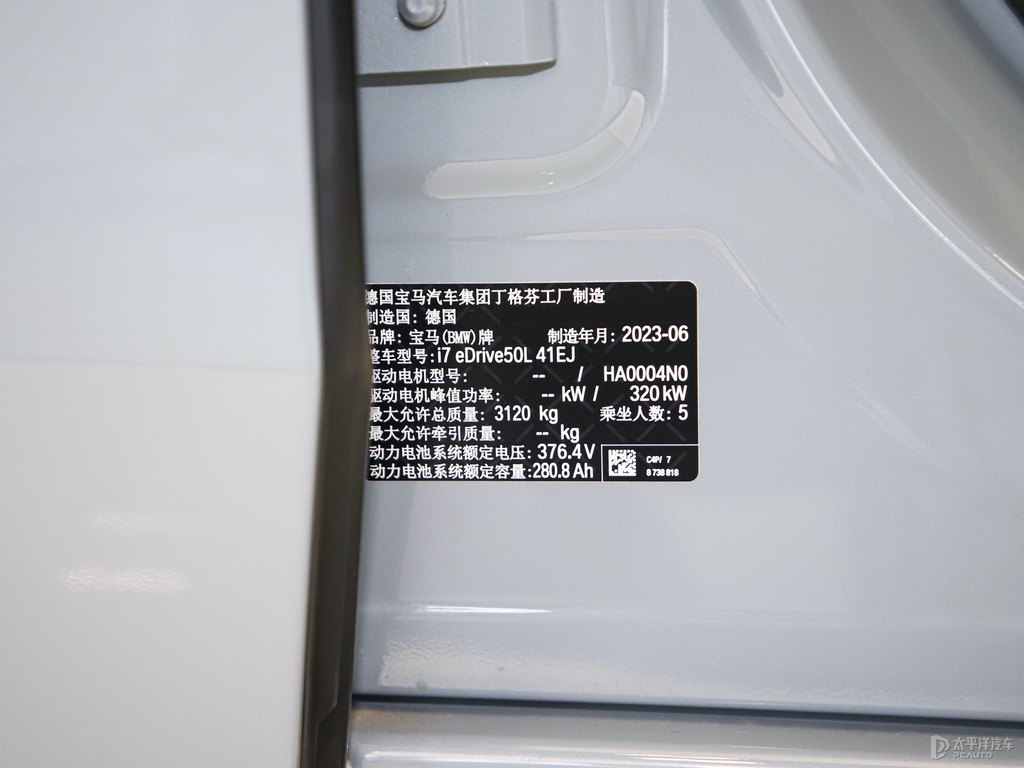 德国宝马汽车集团丁格芬工厂制造
制造国：德国
品牌：宝马(BMW)牌 制造年月：2023-06
整车型号：i7 eDrive50L 41EJ
驱动电机型号： -- / HA0004N0
驱动电机峰值功率： -- kW / 320 kW
最大允许总质量：3120 kg 乘坐人数：5
最大允许牵引质量： -- kg
动力电池系统额定电压：376.4 V
动力电池系统额定容量：280.8 Ah
C4P/ 7
8 736 818
太平洋汽车
PCAUTO